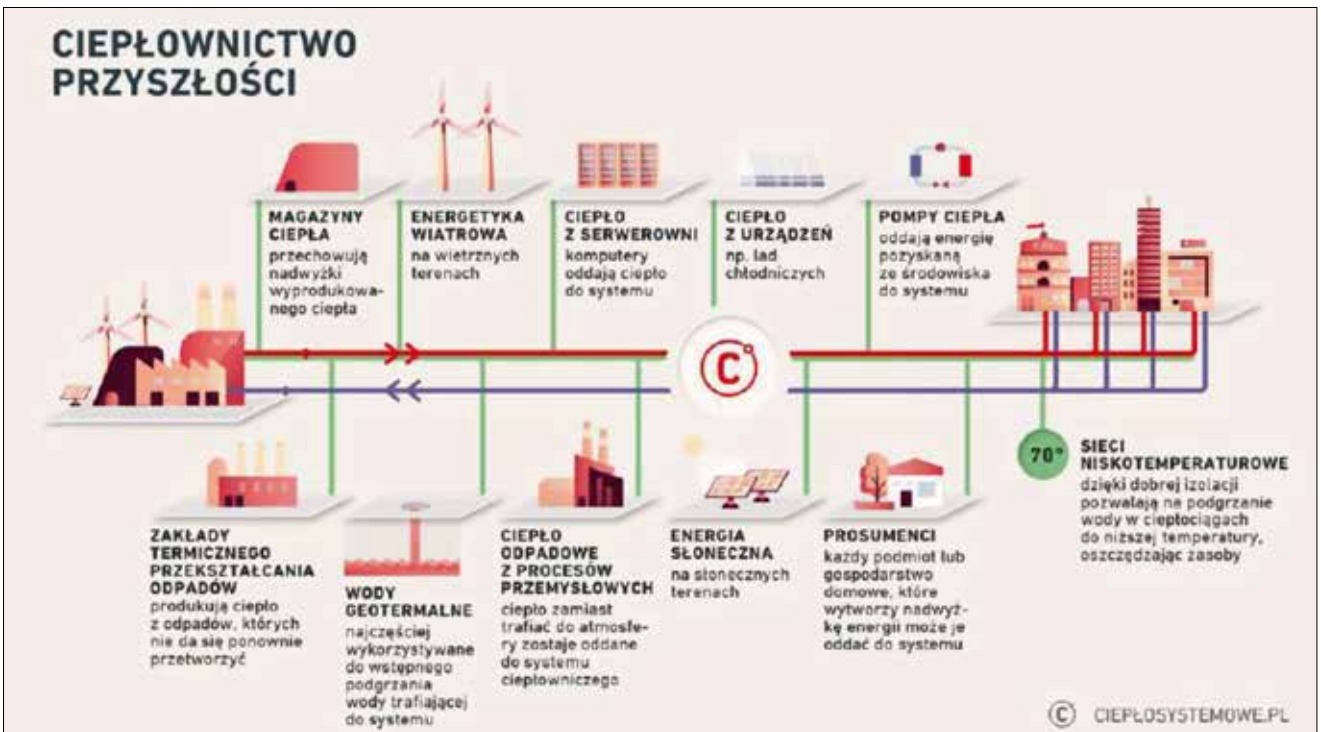 CIEPŁOWNICTWO
PRZYSZŁOŚCI
MAGAZYNY
CIEPŁA
przechowują
nadwyżki
wyprodukowa-
nego ciepła
ENERGETYKA
WIATROWA
na wietrznych
terenach
CIEPŁO
Z SERWEROWNI
komputery
oddają ciepło
do systemu
CIEPŁO
Z URZĄDZEŃ
np. lad
chłodniczych
POMPY CIEPŁA
oddają energię
pozyskaną
ze środowiska
do systemu
C
ZAKŁADY
TERMICZNEGO
PRZEKSZTAŁCANIA
ODPADÓW
produkują ciepło
z odpadów, których
nie da się ponownie
przetworzyć
WODY
GEOTERMALNE
najczęściej
wykorzystywane
do wstępnego
podgrzania
wody trafiającej
do systemu
CIEPŁO
ODPADOWE
Z PROCESÓW
PRZEMYSŁOWYCH
ciepło zamiast
trafiać do atmosfe-
ry zostaje oddane
do systemu
ciepłowniczego
ENERGIA
SŁONECZNA
na słonecznych
terenach
PROSUMENCI
każdy podmiot lub
gospodarstwo
domowe, które
wytworzy nadwyż-
kę energii może je
oddać do systemu
70°
SIECI
NISKOTEMPERATUROWE
dzięki dobrej izolacji
pozwalają na podgrzanie
wody w ciepłociągach
do niższej temperatury,
oszczędzając zasoby
C CIEPŁOSYSTEMOWE.PL